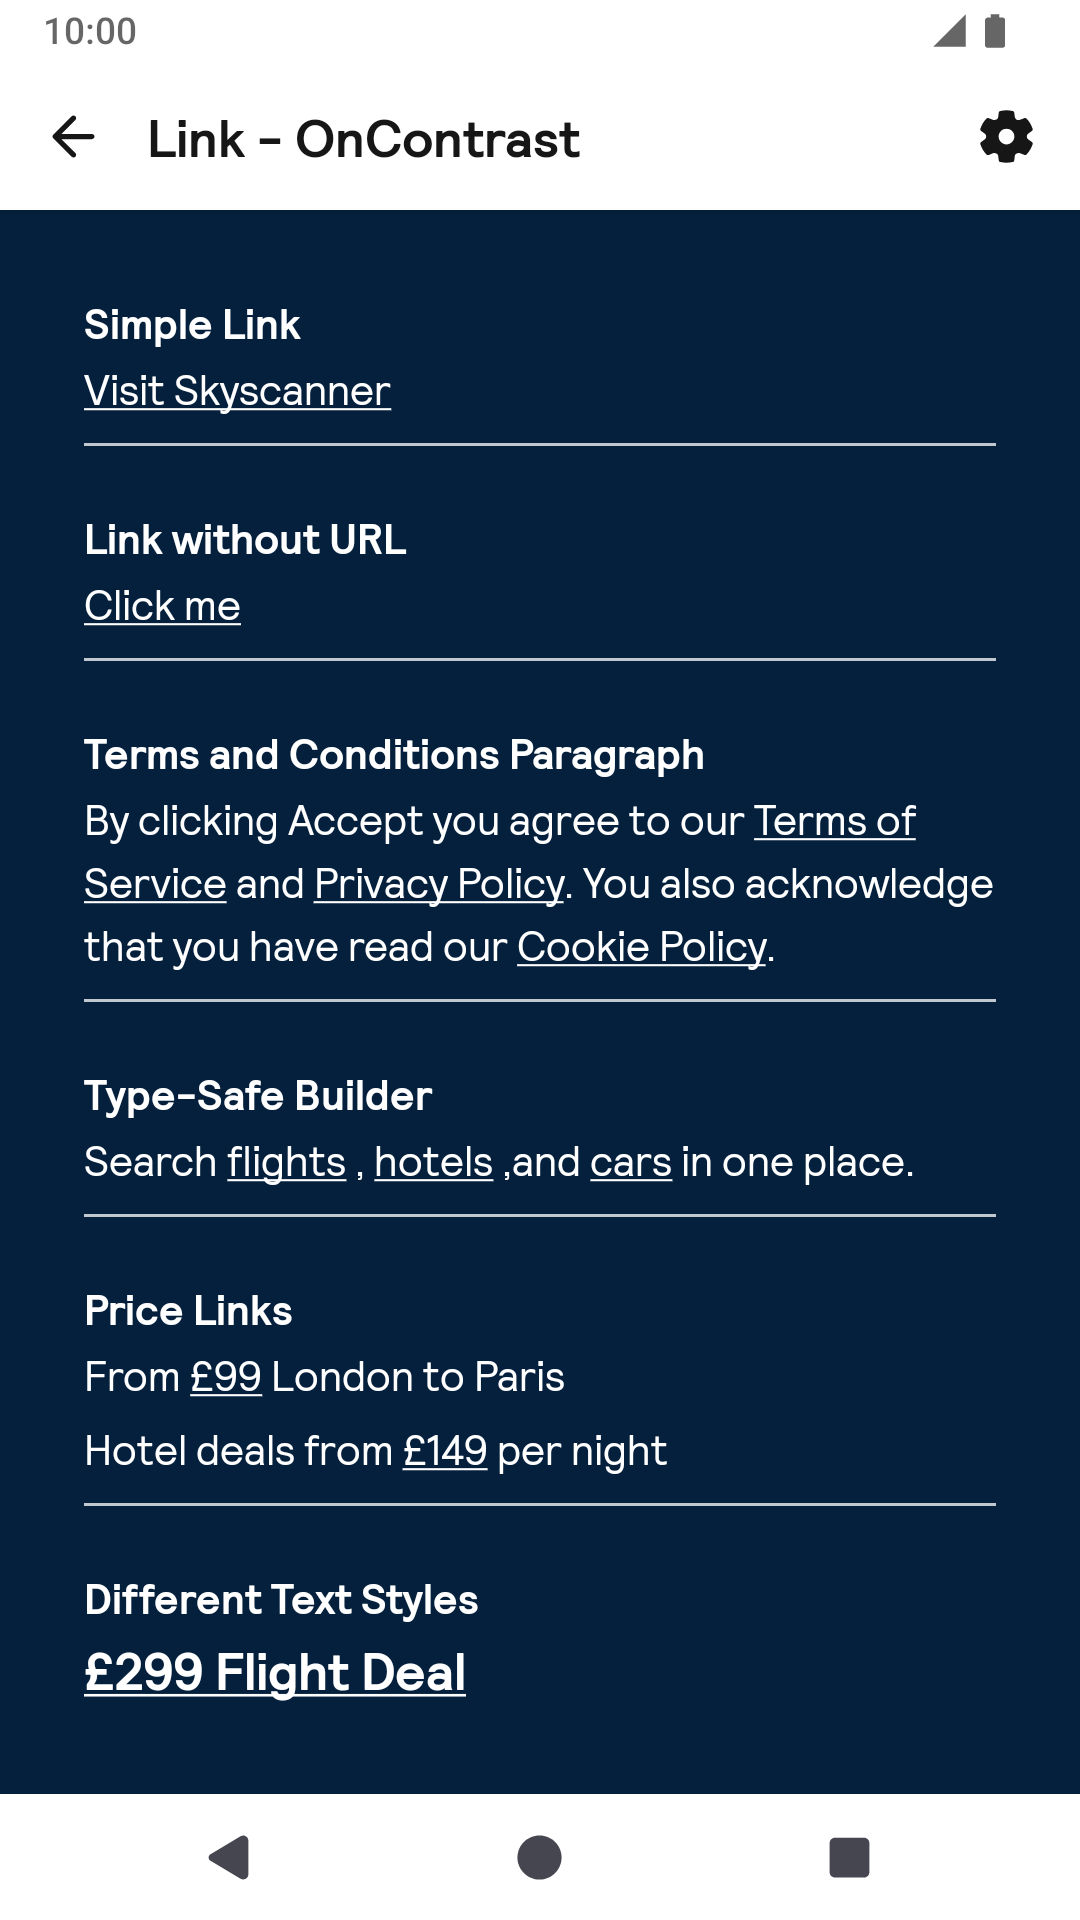 10:00
Link - OnContrast
Simple Link
Visit Skyscanner
Link without URL
Click me
Terms and Conditions Paragraph
By clicking Accept you agree to our Terms of
Service and Privacy Policy. You also acknowledge
that you have read our Cookie Policy.
Type-Safe Builder
Search flights , hotels ,and cars in one place.
Price Links
From £99 London to Paris
Hotel deals from £149 per night
Different Text Styles
£299 Flight Deal